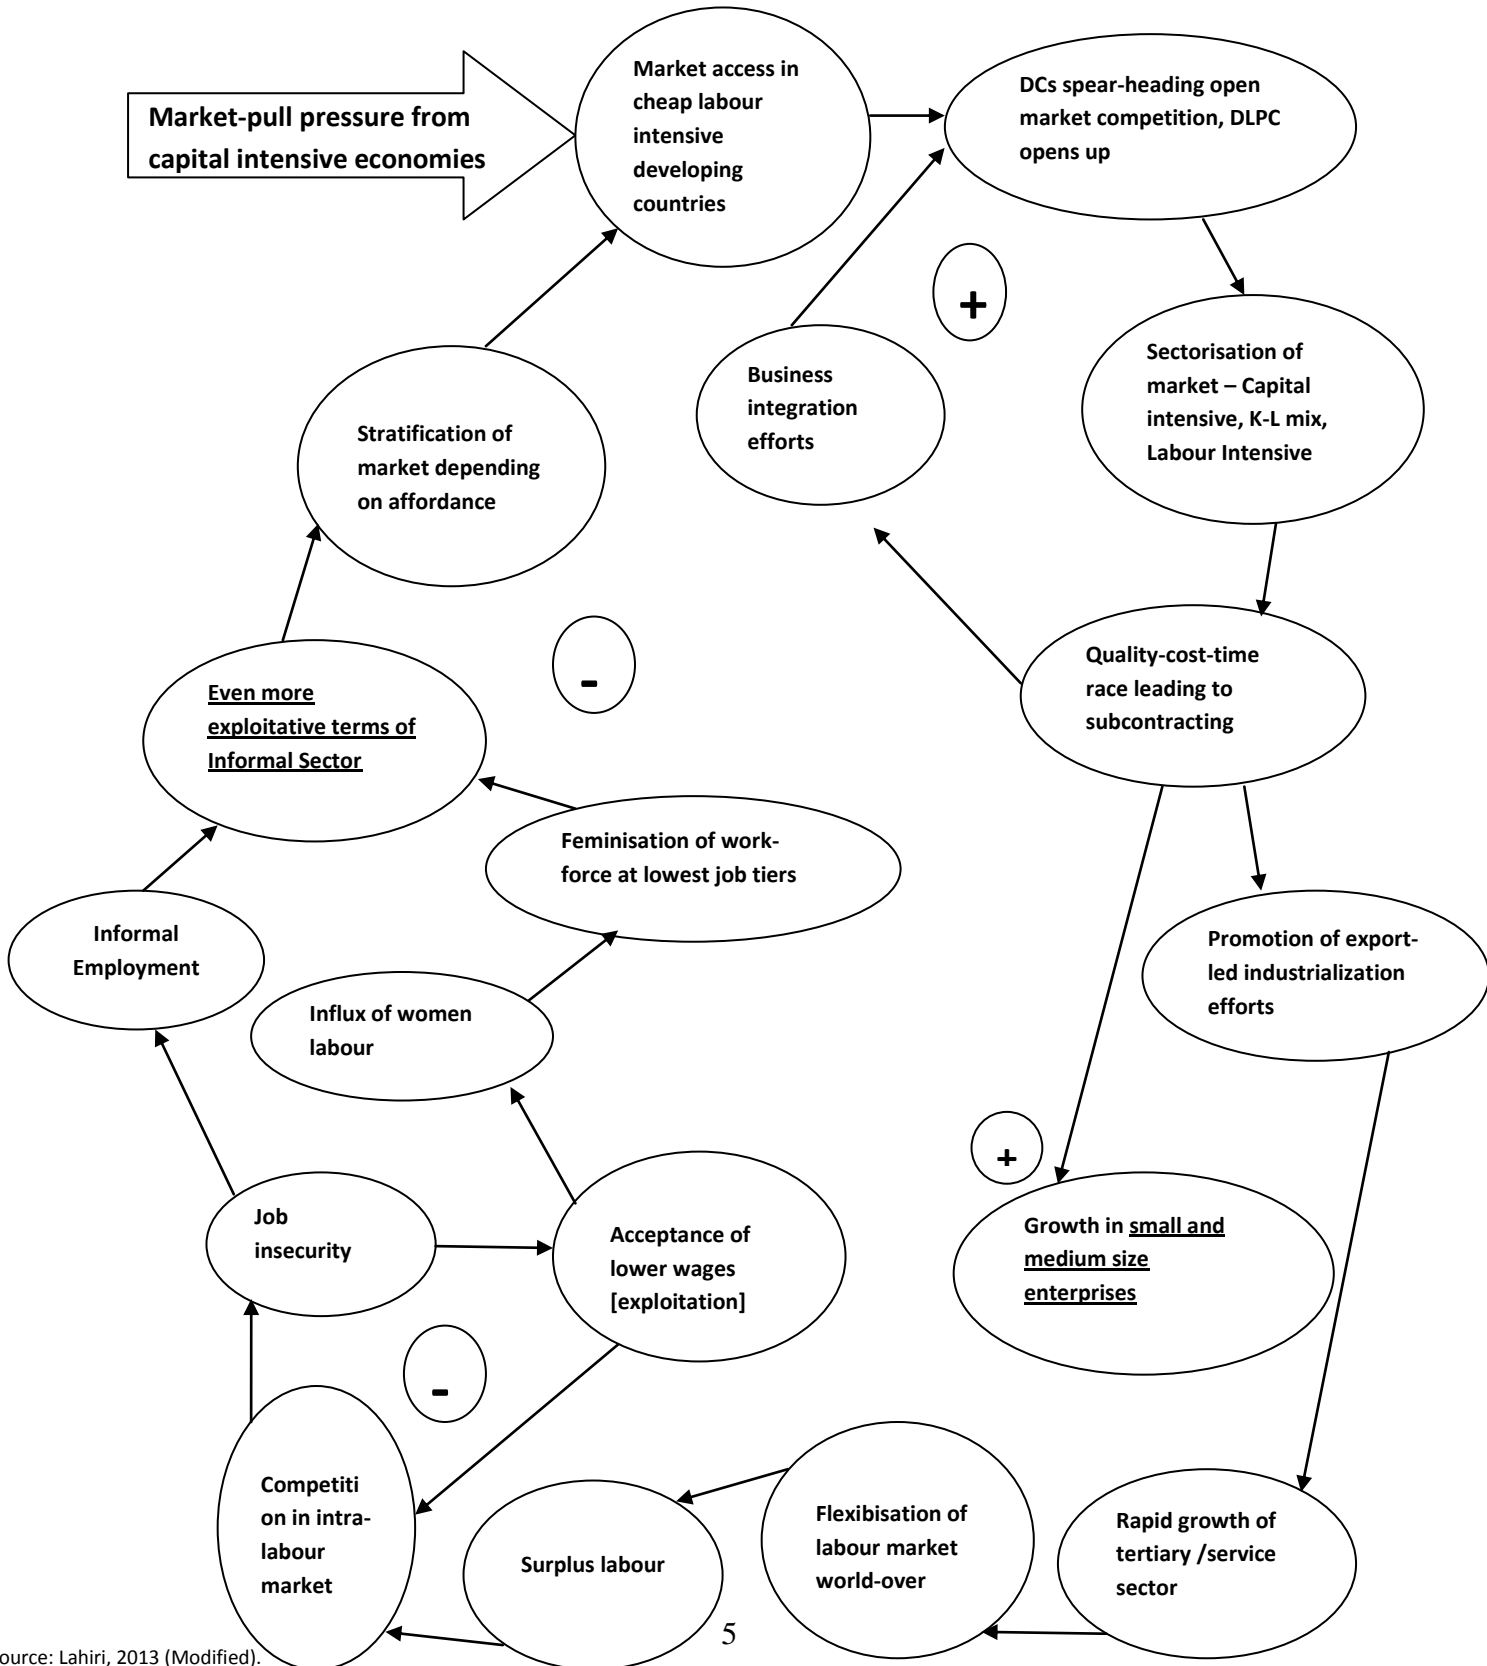 Market-pull pressure from
capital intensive economies
Market access in
cheap labour
intensive
developing
countries
DCs spear-heading open
market competition, DLPC
opens up
+
Sectorisation of
market – Capital
intensive, K-L mix,
Labour Intensive
Business
integration
efforts
Stratification of
market depending
on affordance
-
Quality-cost-time
race leading to
subcontracting
Even more
exploitative terms of
Informal Sector
Feminisation of work-
force at lowest job tiers
Informal
Employment
Promotion of export-
led industrialization
efforts
Influx of women
labour
+
Job
insecurity
Acceptance of
lower wages
[exploitation]
Growth in small and
medium size
enterprises
-
Competiti
on in intra-
labour
market
Surplus labour
Flexibisation of
labour market
world-over
Rapid growth of
tertiary /service
sector
5
ource: Lahiri, 2013 (Modified).